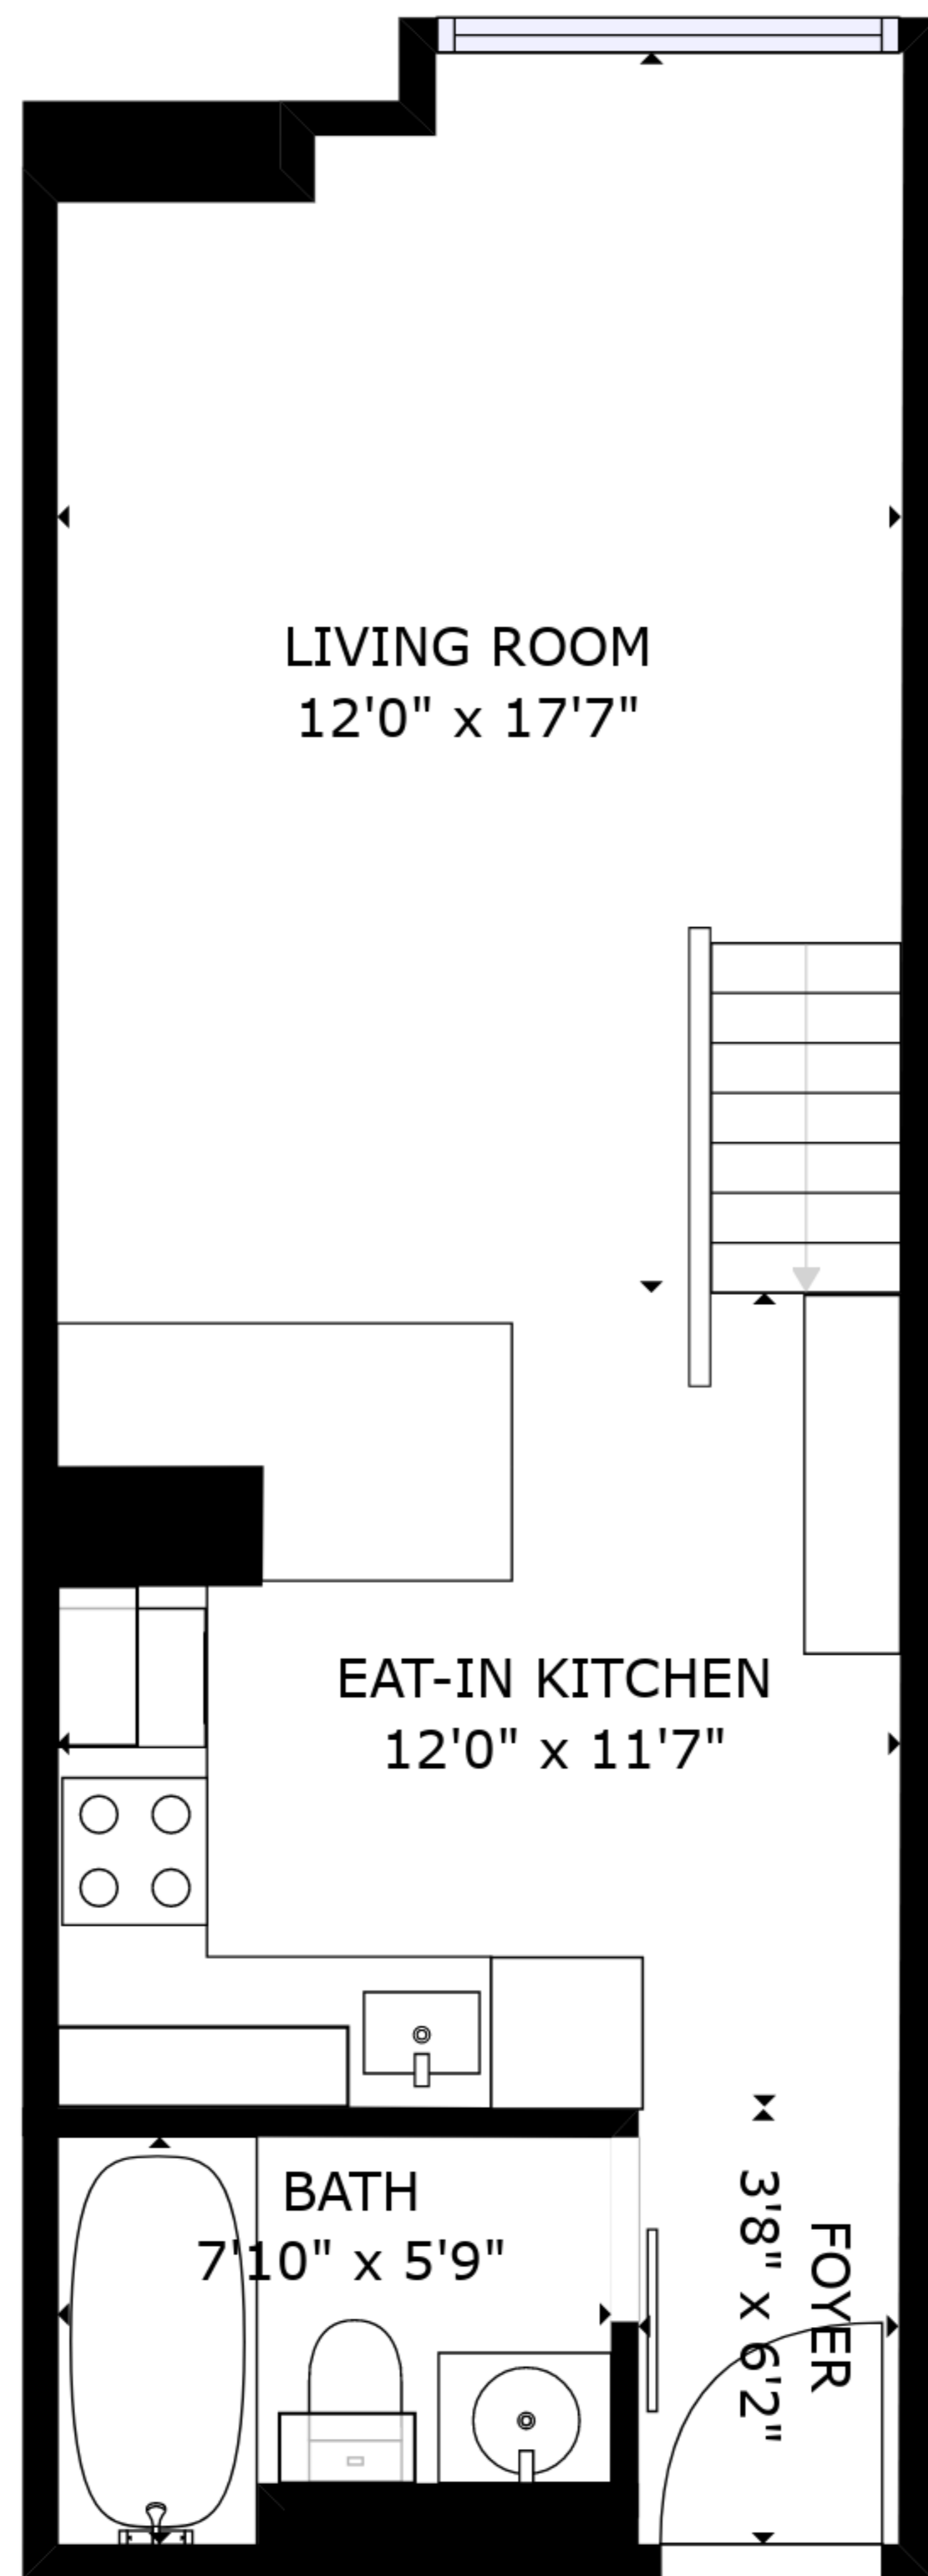 LIVING ROOM
12'0" x 17'7"
EAT-IN KITCHEN
12'0" x 11'7"
BATH
7'10" x 5'9"
FOYER
3'8" x 6'2"